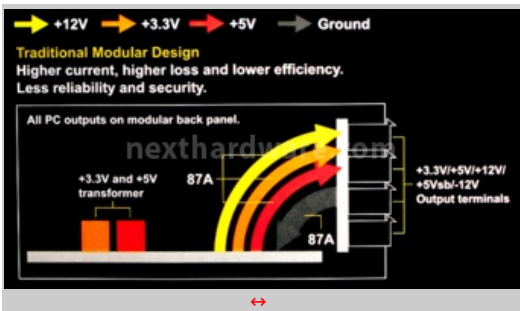 +12V +3.3V +5V Ground
Traditional Modular Design
Higher current, higher loss and lower efficiency.
Less reliability and security.
All PC outputs on modular back panel.
nexthardware.com
+3.3V and +5V
transformer
87A
87A
+3.3V/+5V/+12V/
+5Vsb/-12V
Output terminals